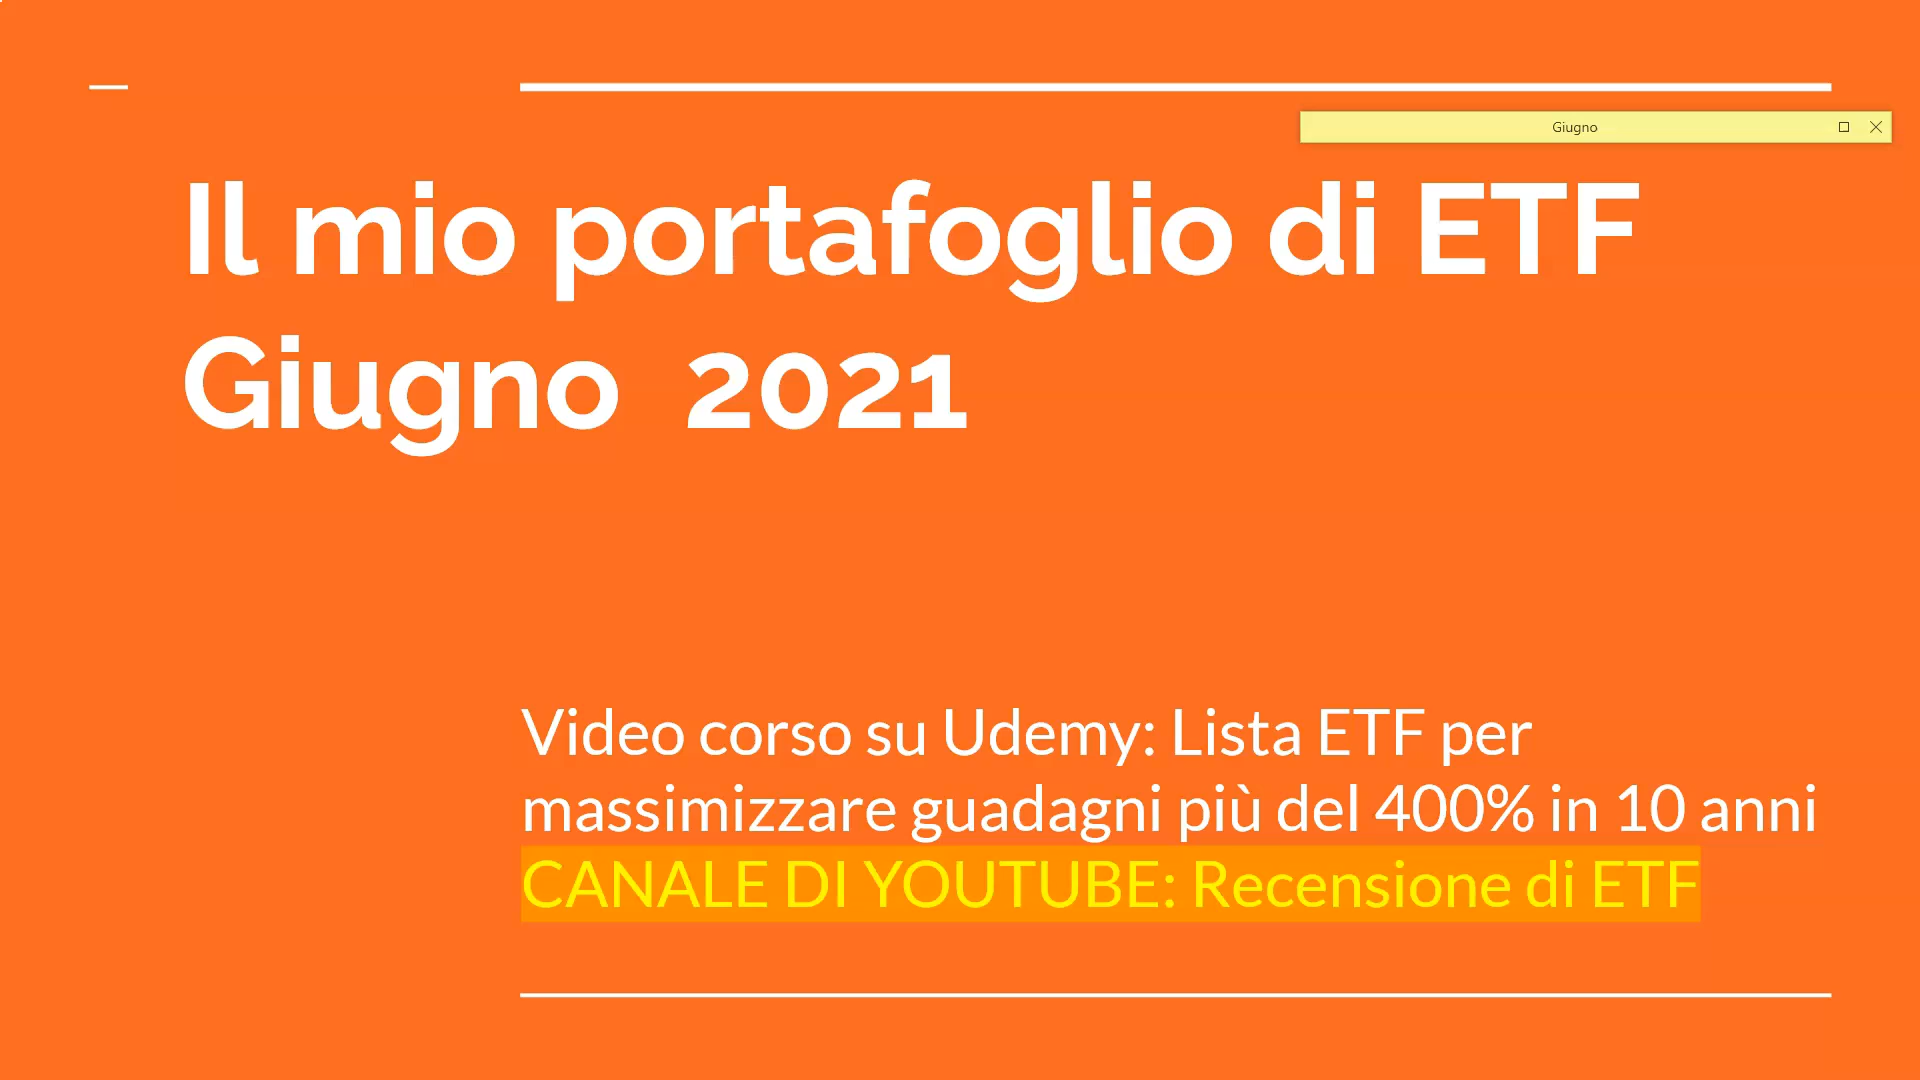 Giugno
Il mio portafoglio di ETF
Giugno 2021
Video corso su Udemy: Lista ETF per
massimizzare guadagni più del 400% in 10 anni
CANALE DI YOUTUBE: Recensione di ETF